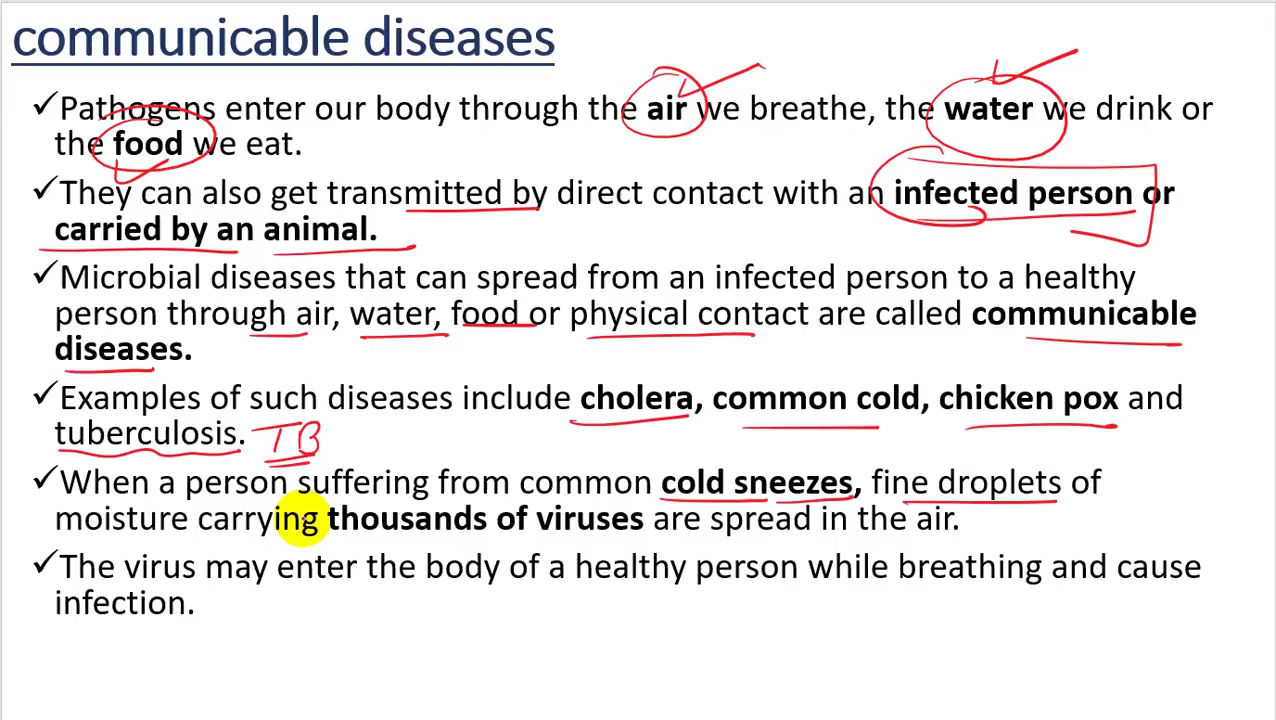 communicable diseases
✓Pathogens enter our body through the air we breathe, the water we drink or
the food we eat.
✓They can also get transmitted by direct contact with an infected person or
carried by an animal.
✓Microbial diseases that can spread from an infected person to a healthy
person through air, water, food or physical contact are called communicable
diseases.
✓Examples of such diseases include cholera, common cold, chicken pox and
tuberculosis. TB
✓When a person suffering from common cold sneezes, fine droplets of
moisture carrying thousands of viruses are spread in the air.
✓The virus may enter the body of a healthy person while breathing and cause
infection.